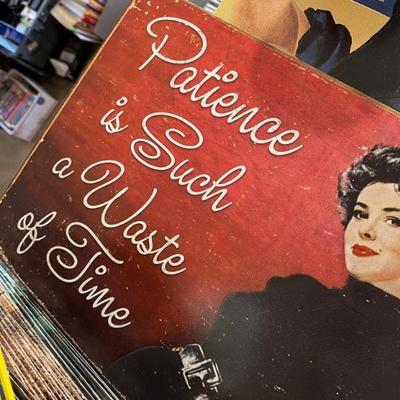 Patience
is Such
a Waste
of Time